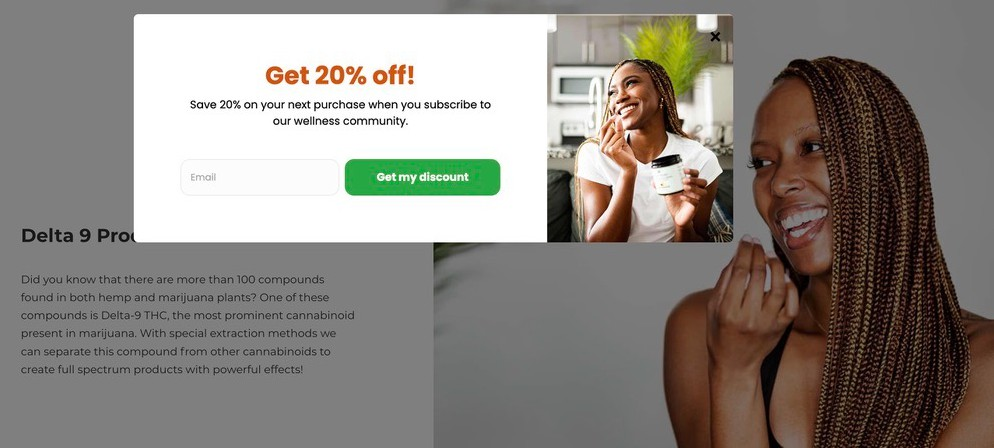 Get 20% off!
Save 20% on your next purchase when you subscribe to
our wellness community.
Email
Get my discount
Delta 9
Did you know that there are more than 100 compounds
found in both hemp and marijuana plants? One of these
compounds is Delta-9 THC, the most prominent cannabinoid
present in marijuana. With special extraction methods we
can separate this compound from other cannabinoids to
create full spectrum products with powerful effects!